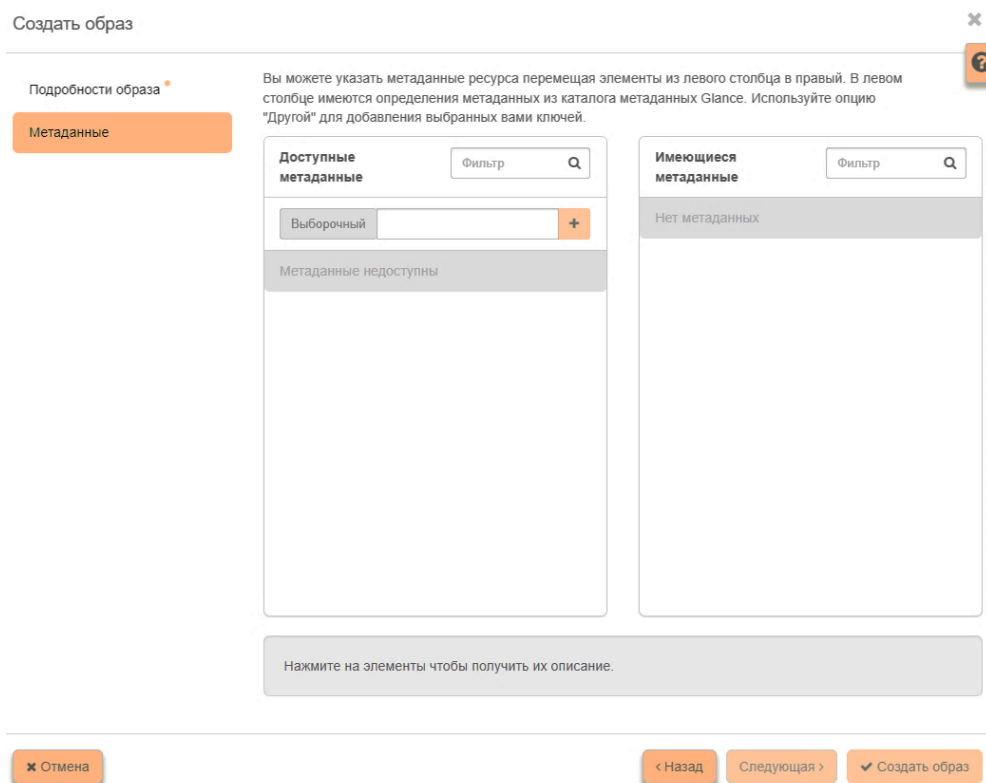 Создать образ
Подробности образа *
Метаданные
Вы можете указать метаданные ресурса перемещая элементы из левого столбца в правый. В левом
столбце имеются определения метаданных из каталога метаданных Glance. Используйте опцию
"Другой" для добавления выбранных вами ключей.
Доступные
метаданные
Фильтр
Выборочный
Метаданные недоступны
Имеющиеся
метаданные
Фильтр
Нет метаданных
Нажмите на элементы чтобы получить их описание.
Отмена
< Назад
Следующая >
Создать образ